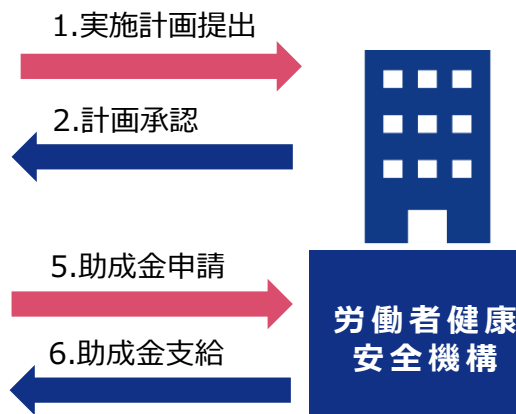 1.実施計画提出
2.計画承認
5.助成金申請
6.助成金支給
労働者健康
安全機構